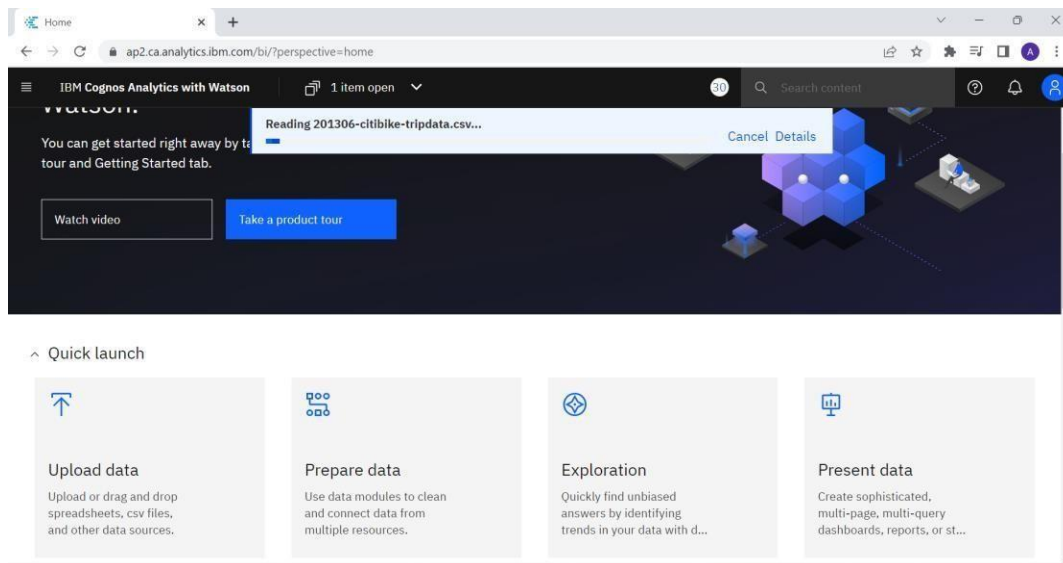 Home
ap2.ca.analytics.ibm.com/bi/?perspective=home
A
IBM Cognos Analytics with Watson
1 item open
30
Search content
Watson.
Reading 201306-citibike-tripdata.csv...
Cancel Details
You can get started right away by ta
tour and Getting Started tab.
Watch video
Take a product tour
Quick launch
Upload data
Upload or drag and drop
spreadsheets, csv files,
and other data sources.
Prepare data
Use data modules to clean
and connect data from
multiple resources.
Exploration
Quickly find unbiased
answers by identifying
trends in your data with d...
Present data
Create sophisticated,
multi-page, multi-query
dashboards, reports, or st...